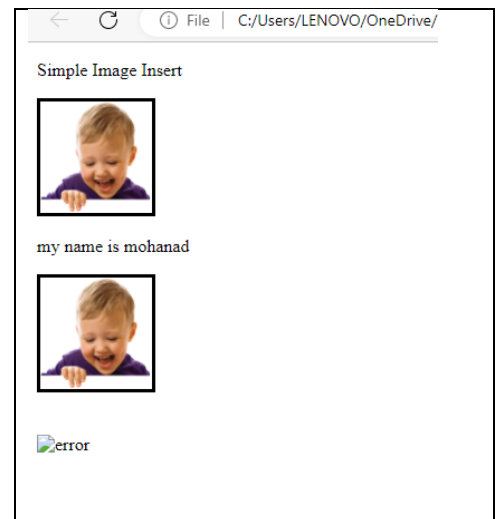 File | C:/Users/LENOVO/OneDrive/
Simple Image Insert
my name is mohanad
error